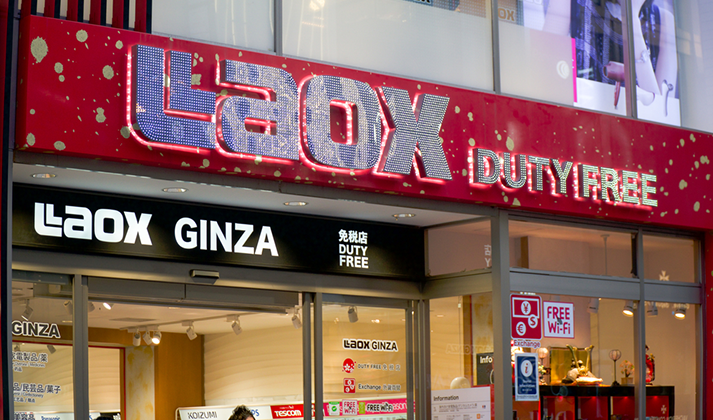 Laox
DUTY FREE
Laox GINZA
免税店
DUTY
FREE
GINZA
Laox GINZA
DUTY FREE
Exchange
FREE
Wi-Fi
¥
$
€
Exchange
Information
KOIZUMI
TESCOM
FREE Wi-Fi